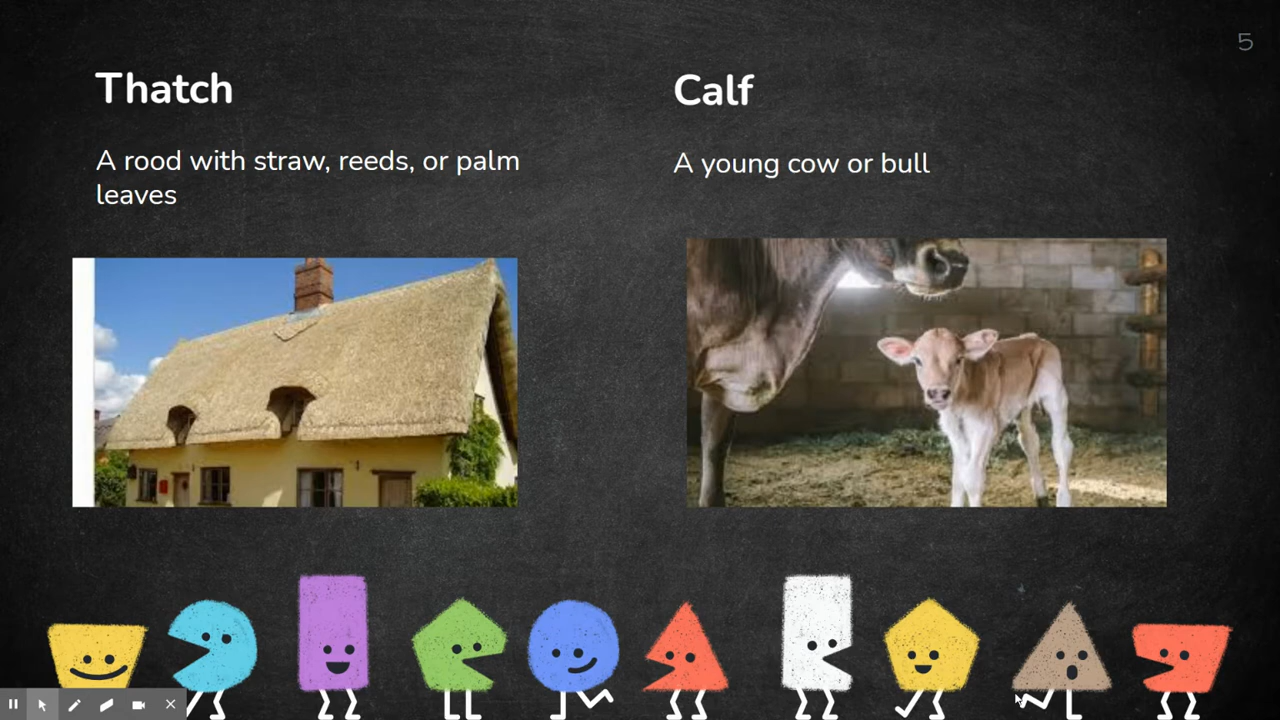 5
Thatch
A rood with straw, reeds, or palm
leaves
Calf
A young cow or bull